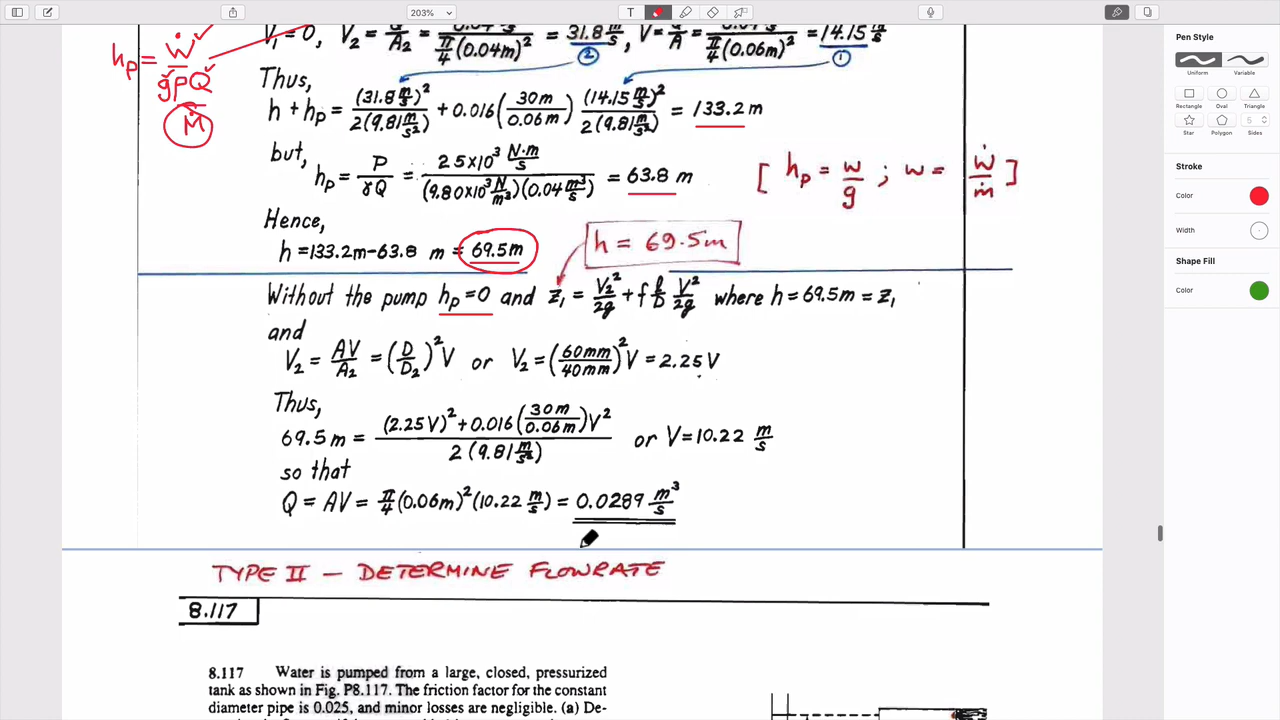 203%
T
Pen Style
Uniform
Variable
Rectangle
Oval
Triangle
Star
Polygon
5
Sides
Stroke
Color
Width
Shape Fill
Color
V₁ = 0, V₂ = Q/A₂ = / π/4 (0.04m)² = 31.8 m/s, V = Q/A = / π/4 (0.06m)² = 14.15 m/s
② ①
hp = Ẇ/gρQ
Ṁ
Thus,
h + hp = (31.8 m/s)²/2(9.81 m/s²) + 0.016 (30m/0.06m) (14.15 m/s)²/2(9.81 m/s²) = 133.2 m
but,
hp = P/γQ = 25×10³ N·m/s / (9.80×10³ N/m³)(0.04 m³/s) = 63.8 m
[ hp = w/g ; w = Ẇ/ṁ ]
Hence,
h = 133.2m - 63.8 m = 69.5m
h = 69.5m
Without the pump hp = 0 and z₁ = V₂²/2g + f ℓ/D V²/2g where h = 69.5m = z₁
and
V₂ = AV/A₂ = (D/D₂)² V or V₂ = (60mm/40mm)² V = 2.25 V
Thus,
69.5 m = (2.25 V)² + 0.016 (30m/0.06m) V² / 2 (9.81 m/s²) or V = 10.22 m/s
so that
Q = AV = π/4 (0.06m)² (10.22 m/s) = 0.0289 m³/s
TYPE II — DETERMINE FLOWRATE
8.117
8.117 Water is pumped from a large, closed, pressurized
tank as shown in Fig. P8.117. The friction factor for the constant
diameter pipe is 0.025, and minor losses are negligible. (a) De-